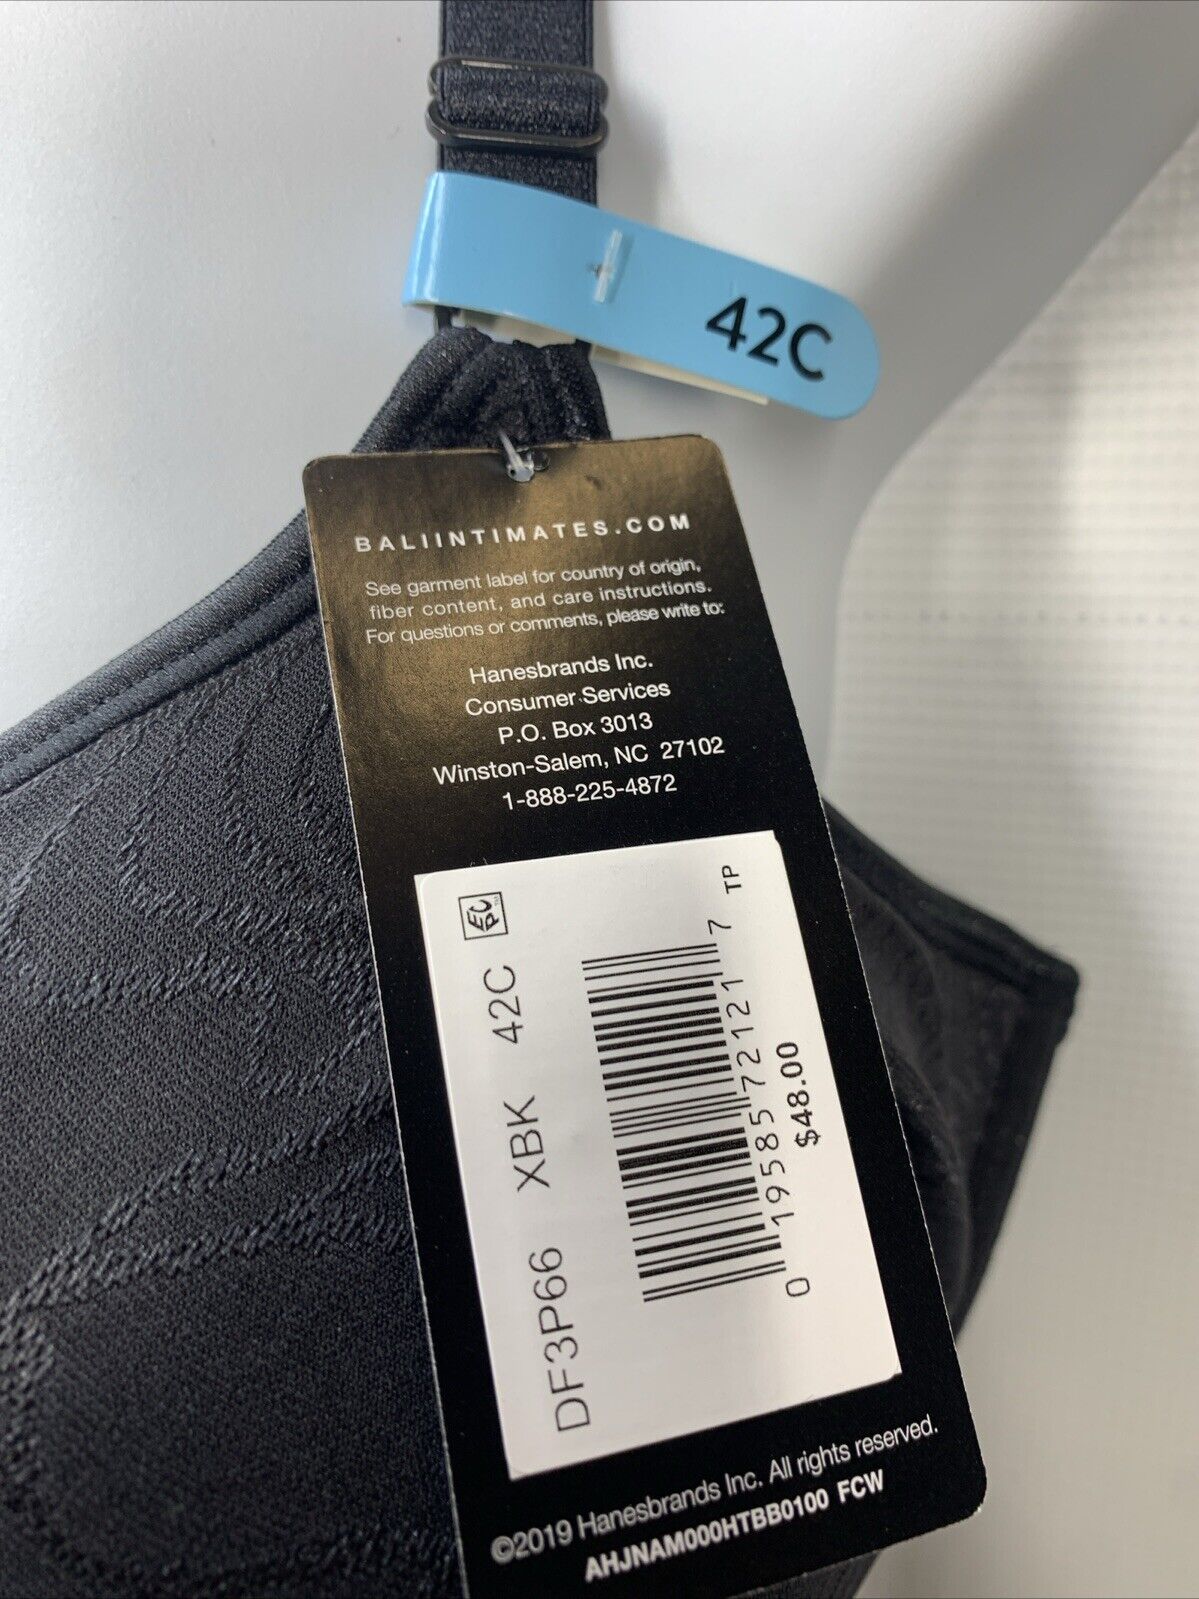 42C
BALIINTIMATES.COM
See garment label for country of origin,
fiber content, and care instructions.
For questions or comments, please write to:
Hanesbrands Inc.
Consumer Services
P.O. Box 3013
Winston-Salem, NC 27102
1-888-225-4872
DF3P66 XBK 42C
0 19585 72121 7 TP
$48.00
©2019 Hanesbrands Inc. All rights reserved.
AHJNAM000HTBB0100 FCW